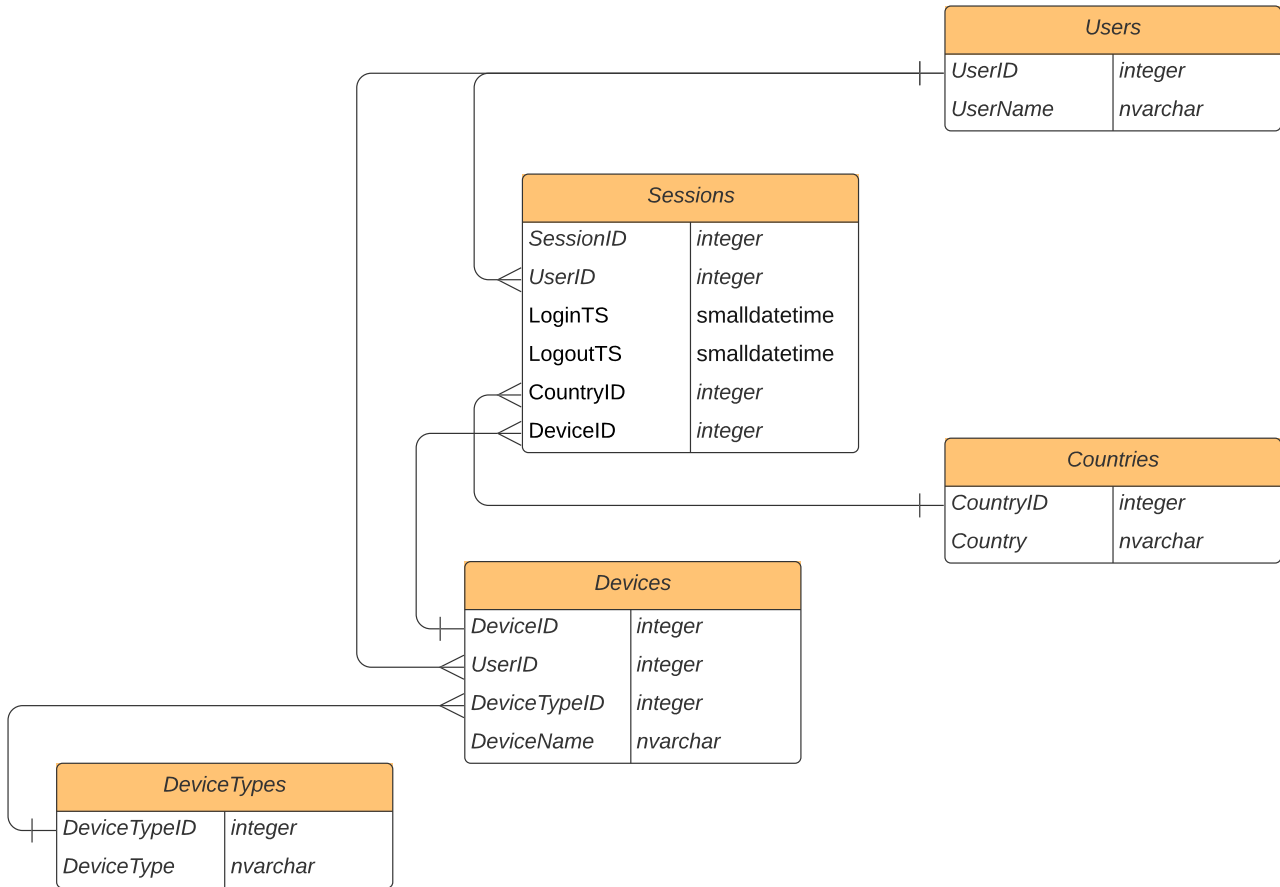 Users
UserID integer
UserName nvarchar
Sessions
SessionID integer
UserID integer
LoginTS smalldatetime
LogoutTS smalldatetime
CountryID integer
DeviceID integer
Countries
CountryID integer
Country nvarchar
Devices
DeviceID integer
UserID integer
DeviceTypeID integer
DeviceName nvarchar
DeviceTypes
DeviceTypeID integer
DeviceType nvarchar